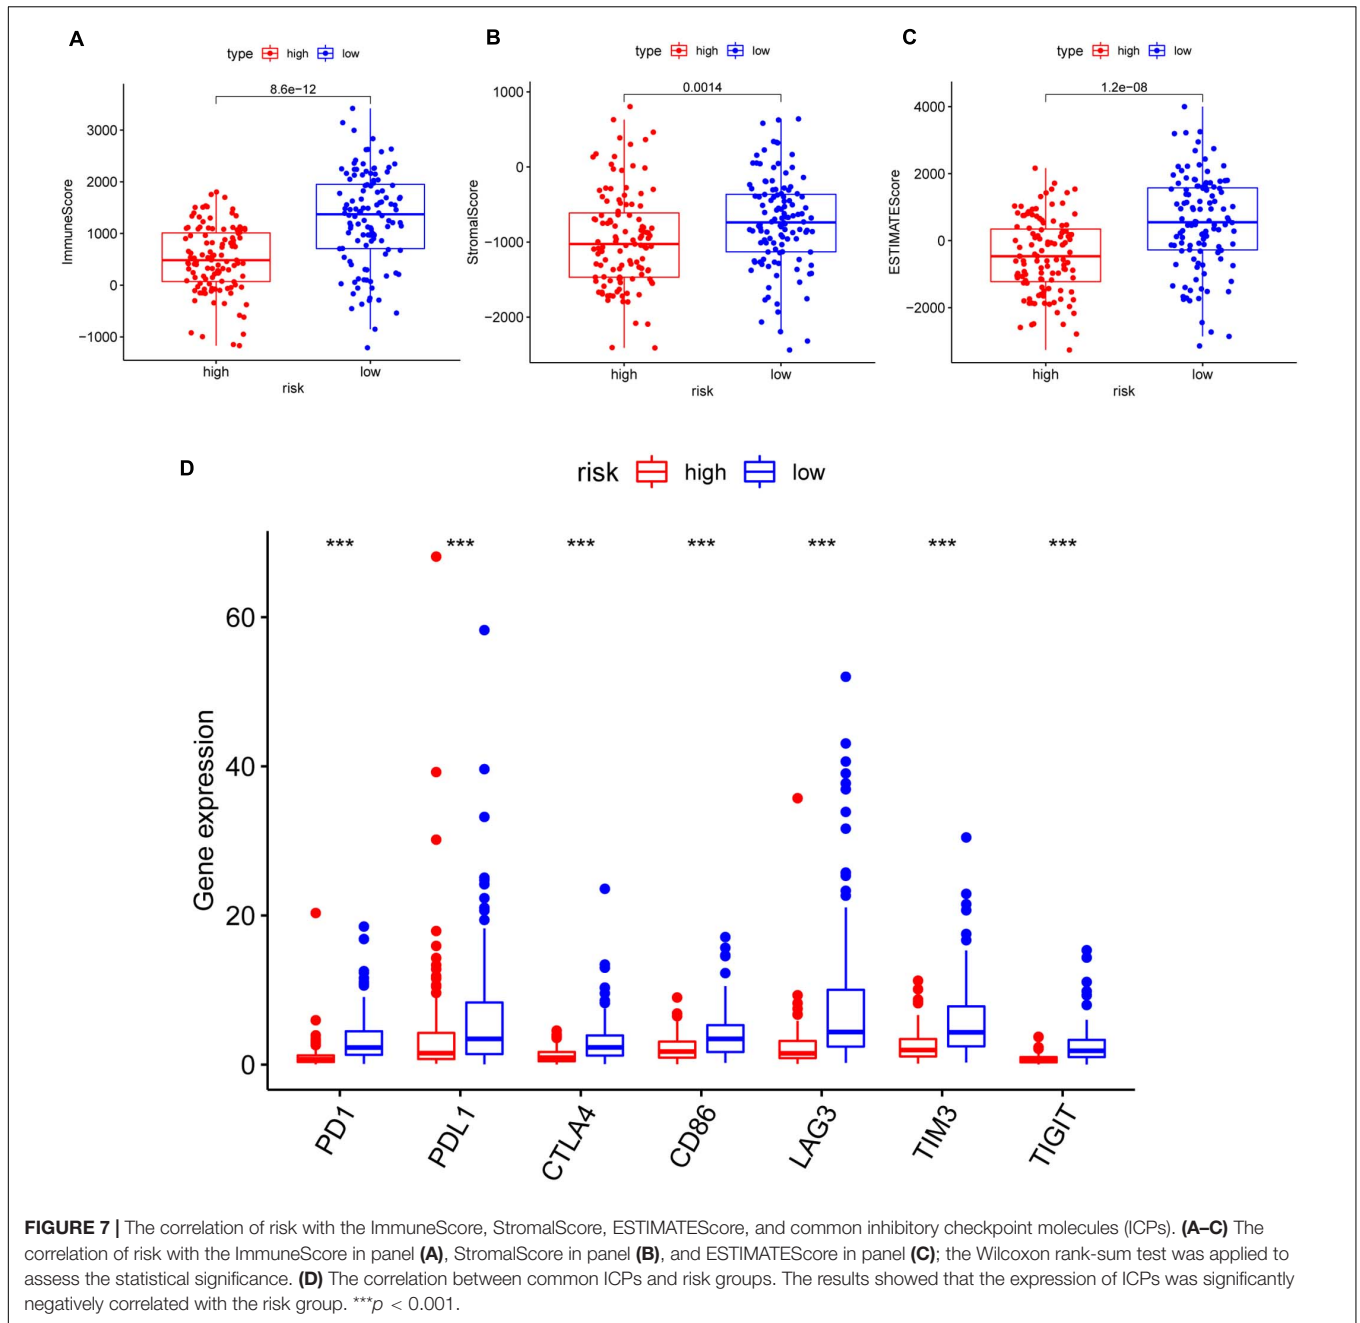 A
B
C
type high low
type high low
type high low
8.6e−12
0.0014
1.2e−08
ImmuneScore
3000
2000
1000
0
−1000
high
low
risk
StromalScore
1000
0
−1000
−2000
high
low
risk
ESTIMATEScore
4000
2000
0
−2000
high
low
risk
D
risk high low
*** *** *** *** *** *** ***
Gene expression
60
40
20
0
PD1
PDL1
CTLA4
CD86
LAG3
TIM3
TIGIT
FIGURE 7 | The correlation of risk with the ImmuneScore, StromalScore, ESTIMATEScore, and common inhibitory checkpoint molecules (ICPs). (A–C) The
correlation of risk with the ImmuneScore in panel (A), StromalScore in panel (B), and ESTIMATEScore in panel (C); the Wilcoxon rank-sum test was applied to
assess the statistical significance. (D) The correlation between common ICPs and risk groups. The results showed that the expression of ICPs was significantly
negatively correlated with the risk group. ***p < 0.001.